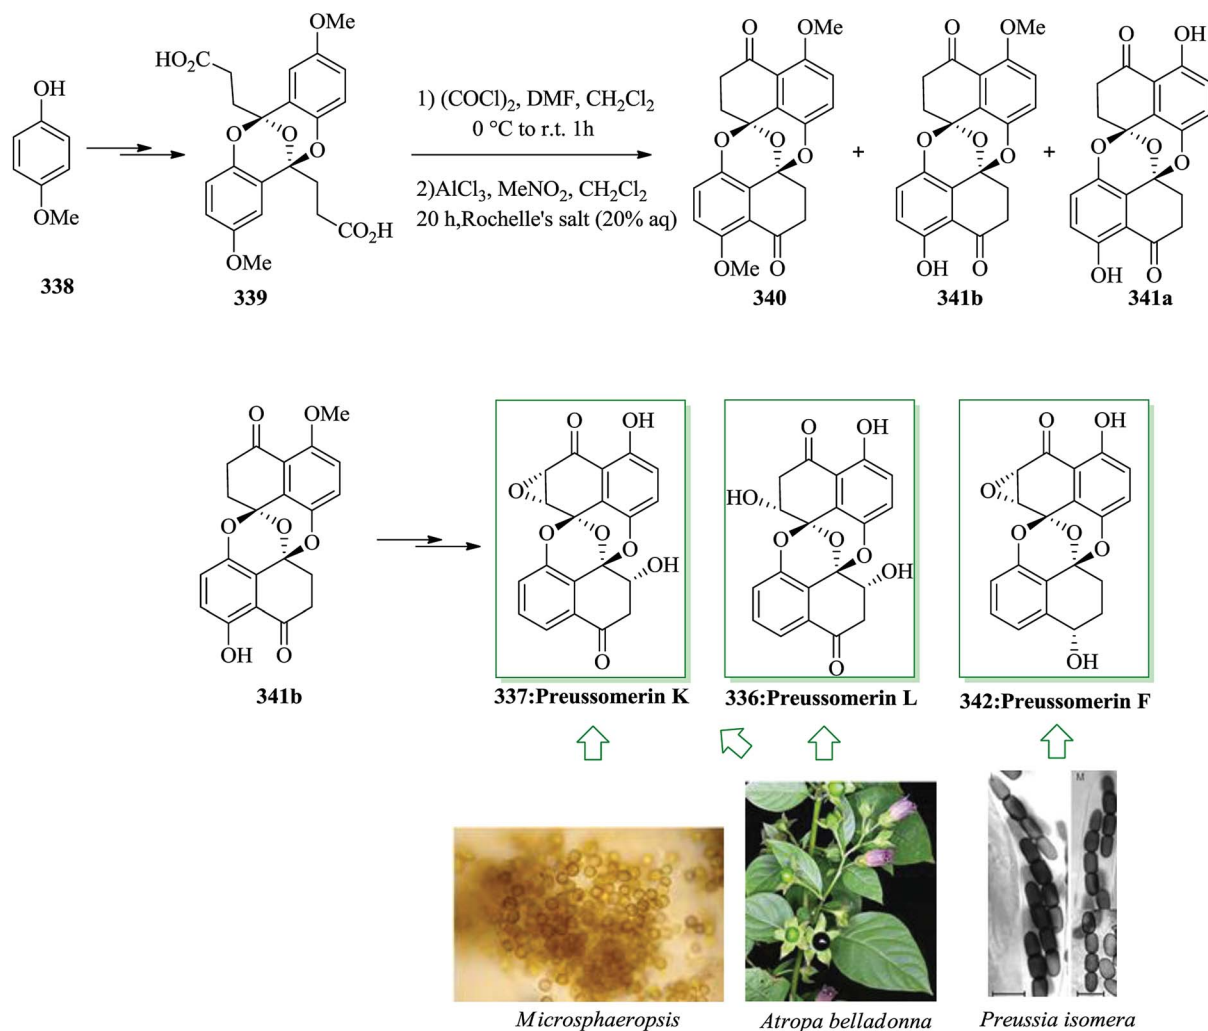 OH
OMe
338
HO2C
OMe
O
O
O
CO2H
OMe
339
1) (COCl)2, DMF, CH2Cl2
0 °C to r.t. 1h
2)AlCl3, MeNO2, CH2Cl2
20 h,Rochelle's salt (20% aq)
O
OMe
O
O
O
OMe
O
340
+
O
OMe
O
O
O
OH
O
341b
+
O
OH
O
O
O
OH
O
341a
O
OMe
O
O
O
OH
O
341b
O
OH
O
O
O
O
OH
O
337:Preussomerin K
O
OH
HO
O
O
O
OH
O
336:Preussomerin L
O
OH
O
O
O
O
OH
342:Preussomerin F
M
Microsphaeropsis
Atropa belladonna
Preussia isomera